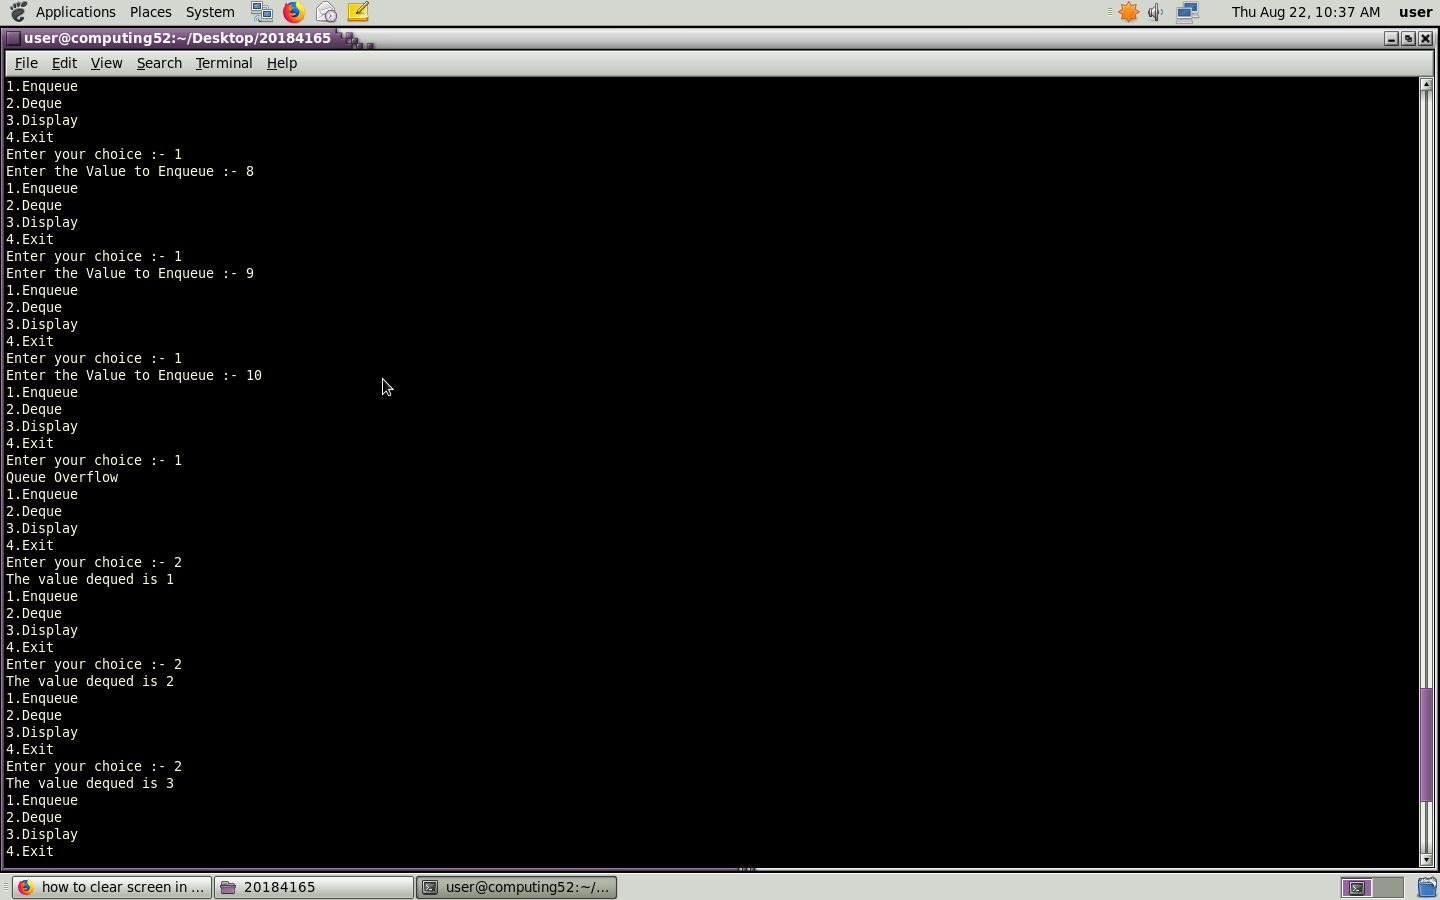 Applications Places System Thu Aug 22, 10:37 AM user
user@computing52:~/Desktop/20184165
File Edit View Search Terminal Help
1.Enqueue
2.Deque
3.Display
4.Exit
Enter your choice :- 1
Enter the Value to Enqueue :- 8
1.Enqueue
2.Deque
3.Display
4.Exit
Enter your choice :- 1
Enter the Value to Enqueue :- 9
1.Enqueue
2.Deque
3.Display
4.Exit
Enter your choice :- 1
Enter the Value to Enqueue :- 10
1.Enqueue
2.Deque
3.Display
4.Exit
Enter your choice :- 1
Queue Overflow
1.Enqueue
2.Deque
3.Display
4.Exit
Enter your choice :- 2
The value dequed is 1
1.Enqueue
2.Deque
3.Display
4.Exit
Enter your choice :- 2
The value dequed is 2
1.Enqueue
2.Deque
3.Display
4.Exit
Enter your choice :- 2
The value dequed is 3
1.Enqueue
2.Deque
3.Display
4.Exit
how to clear screen in ... 20184165 user@computing52:~/...